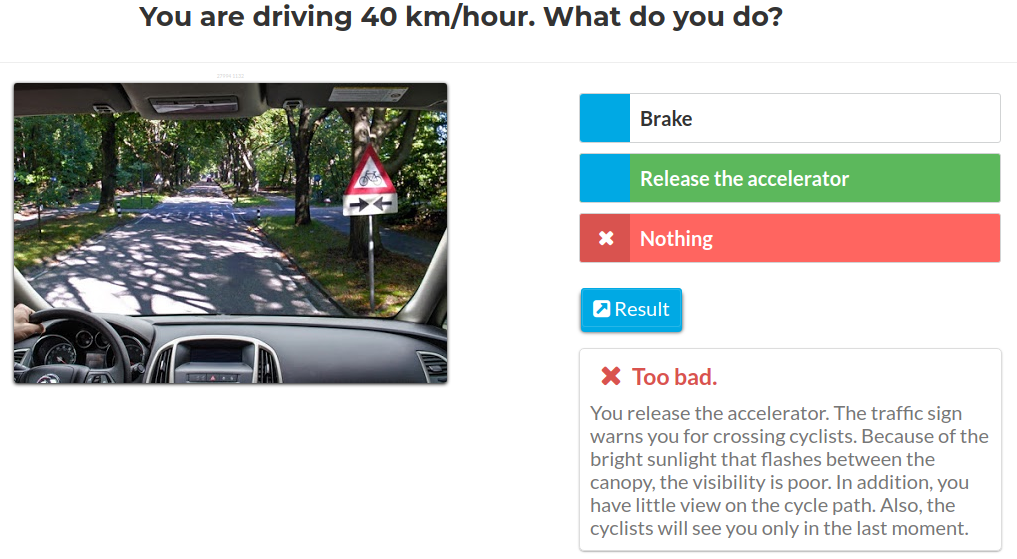 You are driving 40 km/hour. What do you do?
Brake
Release the accelerator
Nothing
Result
Too bad.
You release the accelerator. The traffic sign
warns you for crossing cyclists. Because of the
bright sunlight that flashes between the
canopy, the visibility is poor. In addition, you
have little view on the cycle path. Also, the
cyclists will see you only in the last moment.